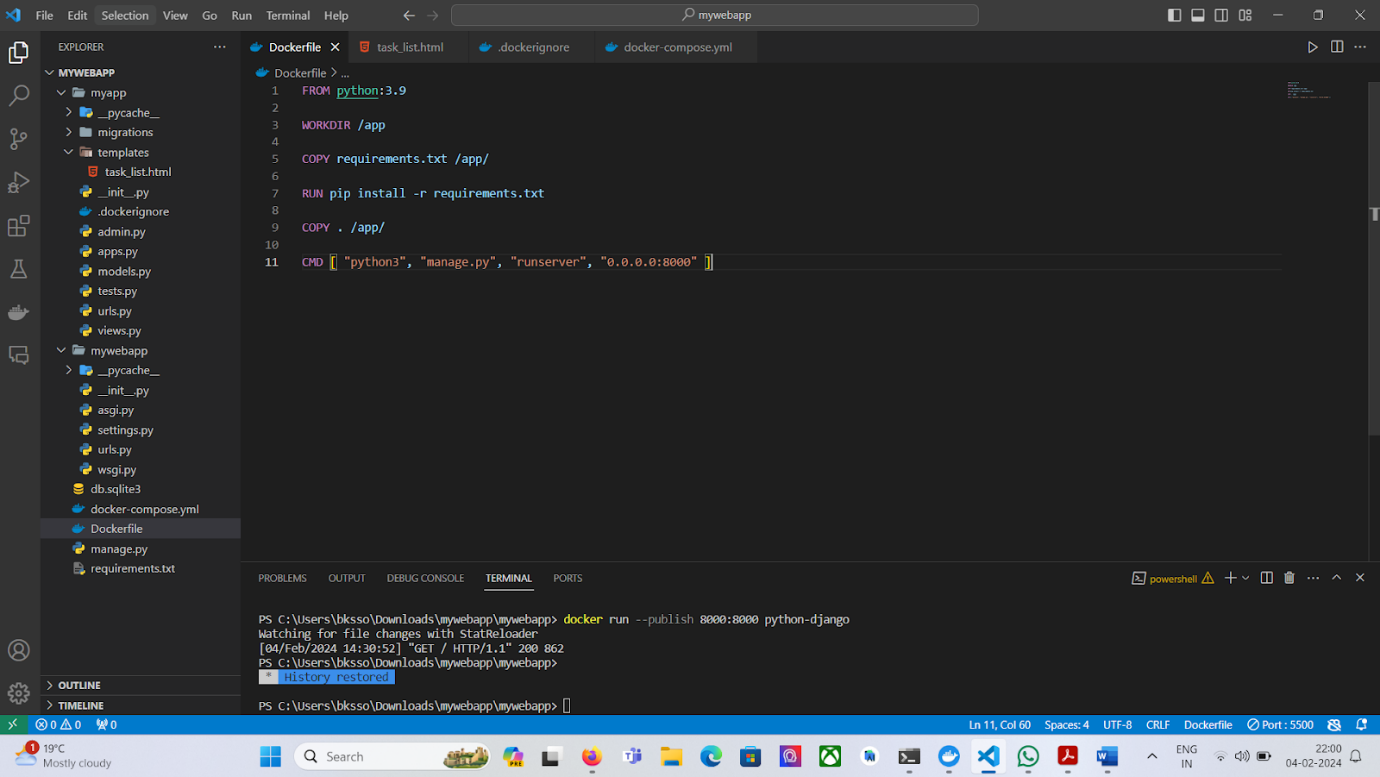 File Edit Selection View Go Run Terminal Help
mywebapp
EXPLORER
MYWEBAPP
myapp
__pycache__
migrations
templates
task_list.html
__init__.py
.dockerignore
admin.py
apps.py
models.py
tests.py
urls.py
views.py
mywebapp
__pycache__
__init__.py
asgi.py
settings.py
urls.py
wsgi.py
db.sqlite3
docker-compose.yml
Dockerfile
manage.py
requirements.txt
OUTLINE
TIMELINE
Dockerfile task_list.html .dockerignore docker-compose.yml
Dockerfile > ...
1 FROM python:3.9
2
3 WORKDIR /app
4
5 COPY requirements.txt /app/
6
7 RUN pip install -r requirements.txt
8
9 COPY . /app/
10
11 CMD [ "python3", "manage.py", "runserver", "0.0.0.0:8000" ]
PROBLEMS OUTPUT DEBUG CONSOLE TERMINAL PORTS
powershell
PS C:\Users\bksso\Downloads\mywebapp\mywebapp> docker run --publish 8000:8000 python-django
Watching for file changes with StatReloader
[04/Feb/2024 14:30:52] "GET / HTTP/1.1" 200 862
PS C:\Users\bksso\Downloads\mywebapp\mywebapp>
* History restored
PS C:\Users\bksso\Downloads\mywebapp\mywebapp>
0 0 0 Ln 11, Col 60 Spaces: 4 UTF-8 CRLF Dockerfile Port : 5500
1 19°C
Mostly cloudy
Search
PRE
ENG
IN
22:00
04-02-2024